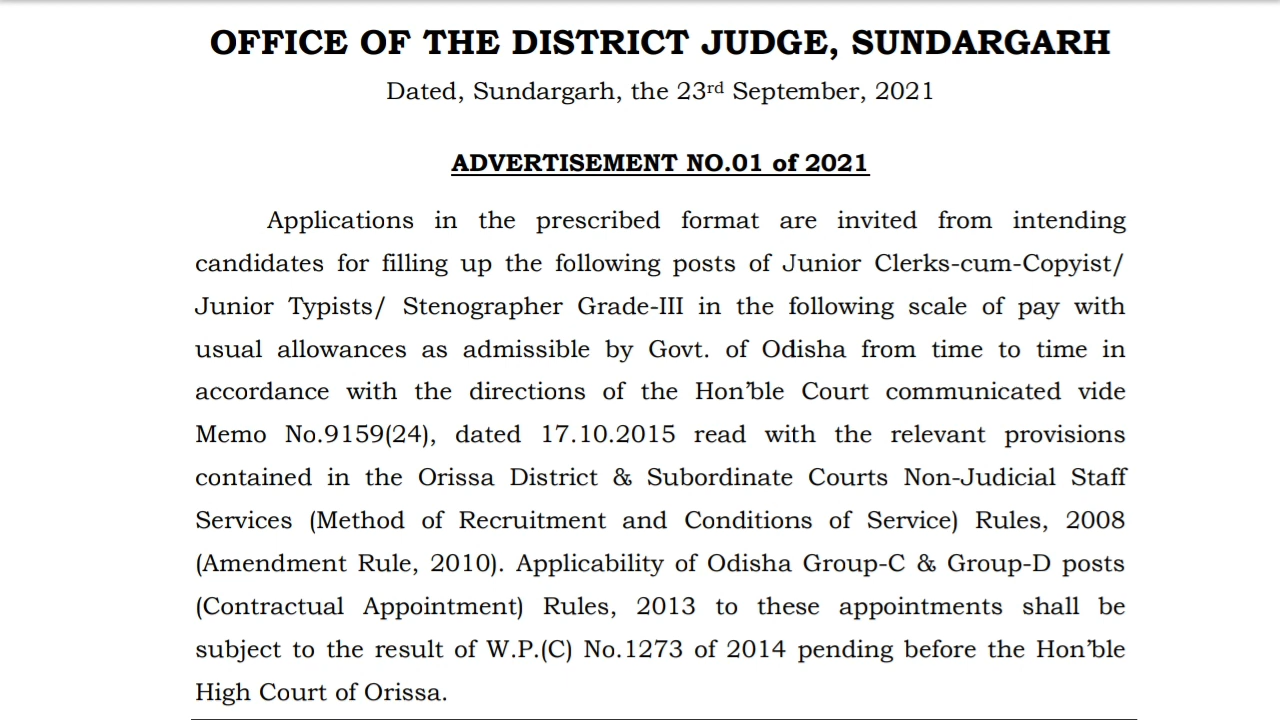 OFFICE OF THE DISTRICT JUDGE, SUNDARGARH
Dated, Sundargarh, the 23rd September, 2021
ADVERTISEMENT NO.01 of 2021
Applications in the prescribed format are invited from intending
candidates for filling up the following posts of Junior Clerks-cum-Copyist/
Junior Typists/ Stenographer Grade-III in the following scale of pay with
usual allowances as admissible by Govt. of Odisha from time to time in
accordance with the directions of the Hon’ble Court communicated vide
Memo No.9159(24), dated 17.10.2015 read with the relevant provisions
contained in the Orissa District & Subordinate Courts Non-Judicial Staff
Services (Method of Recruitment and Conditions of Service) Rules, 2008
(Amendment Rule, 2010). Applicability of Odisha Group-C & Group-D posts
(Contractual Appointment) Rules, 2013 to these appointments shall be
subject to the result of W.P.(C) No.1273 of 2014 pending before the Hon’ble
High Court of Orissa.